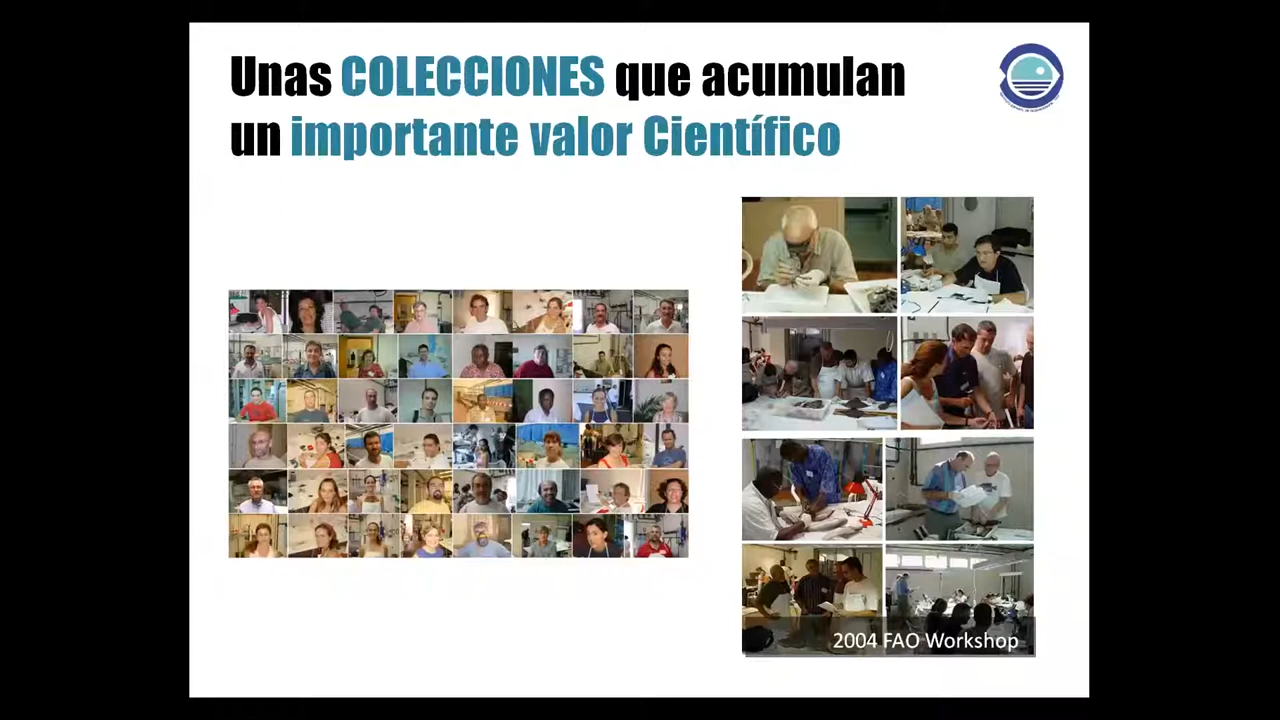 Unas COLECCIONES que acumulan
un importante valor Científico
2004 FAO Workshop